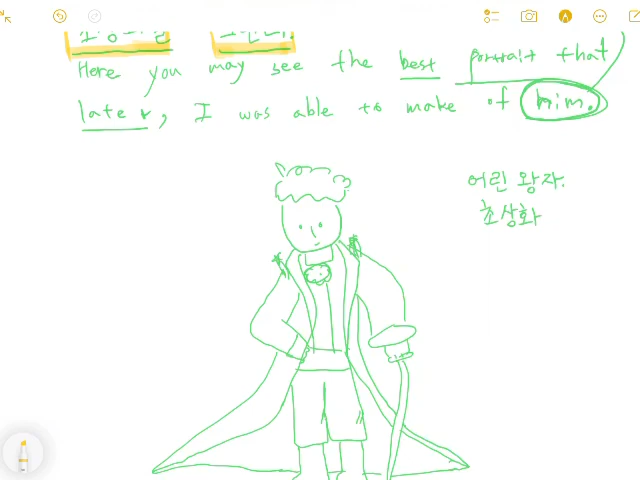 Here you may see the best portrait that
later, I was able to make of him.
어린 왕자.
초상화